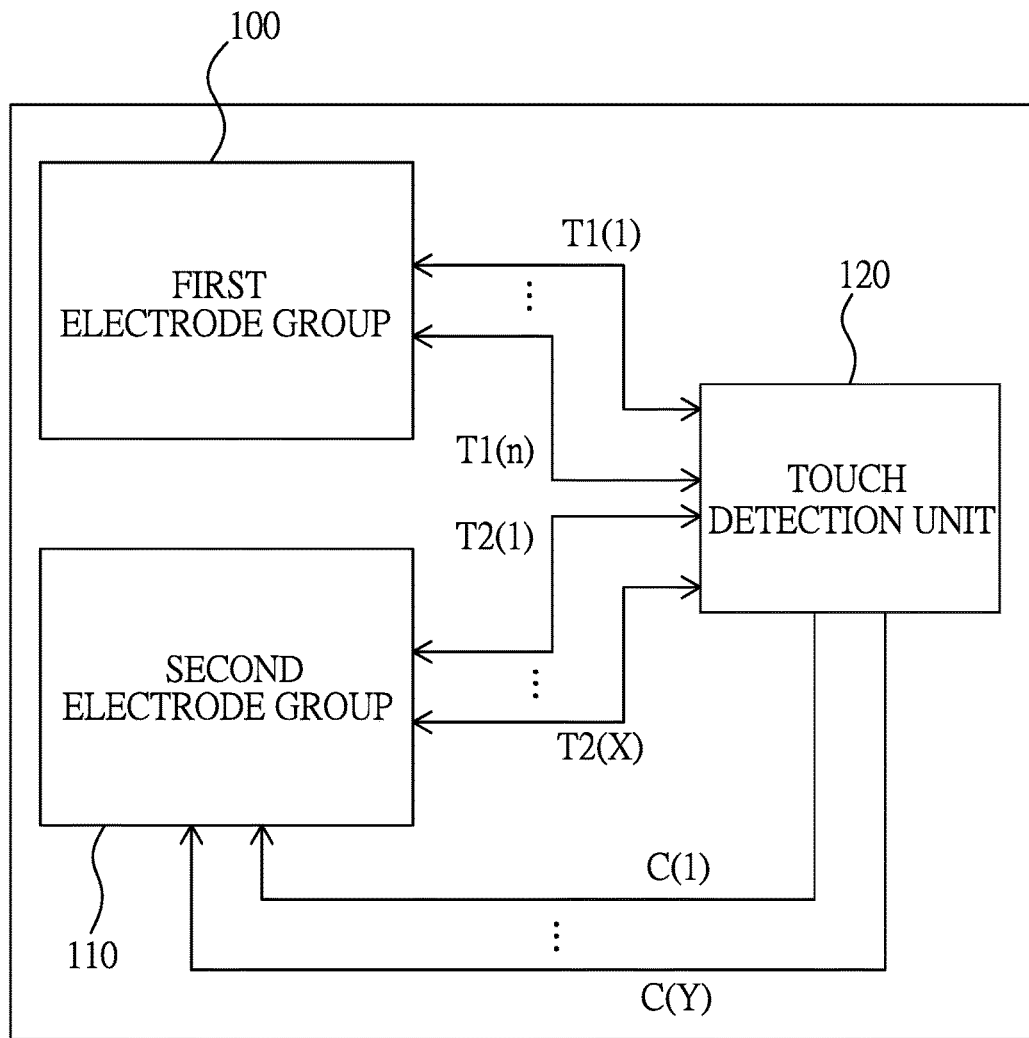 100
T1(1)
⋮
FIRST
ELECTRODE GROUP
120
T1(n)
TOUCH
DETECTION UNIT
T2(1)
SECOND
ELECTRODE GROUP
⋮
T2(X)
C(1)
⋮
110
C(Y)